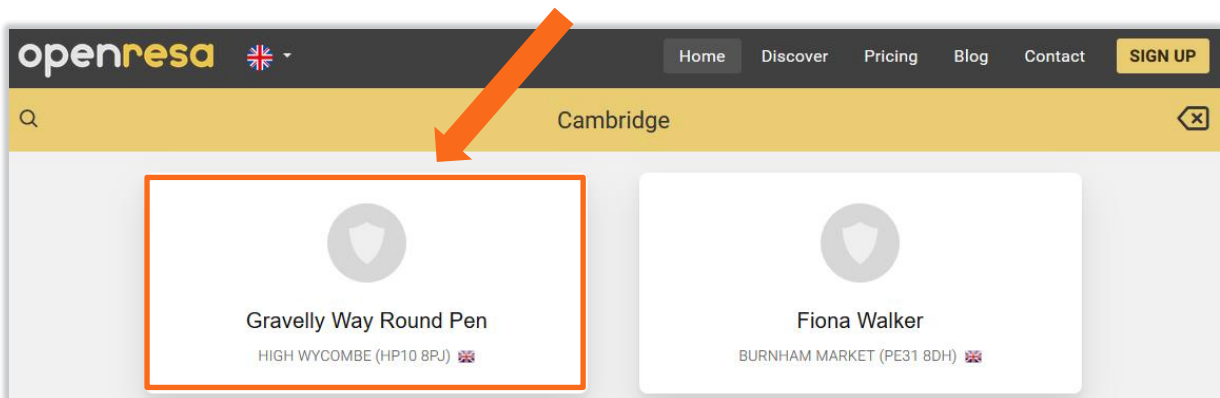 openresa
Home Discover Pricing Blog Contact SIGN UP
Cambridge
Gravelly Way Round Pen
HIGH WYCOMBE (HP10 8PJ)
Fiona Walker
BURNHAM MARKET (PE31 8DH)